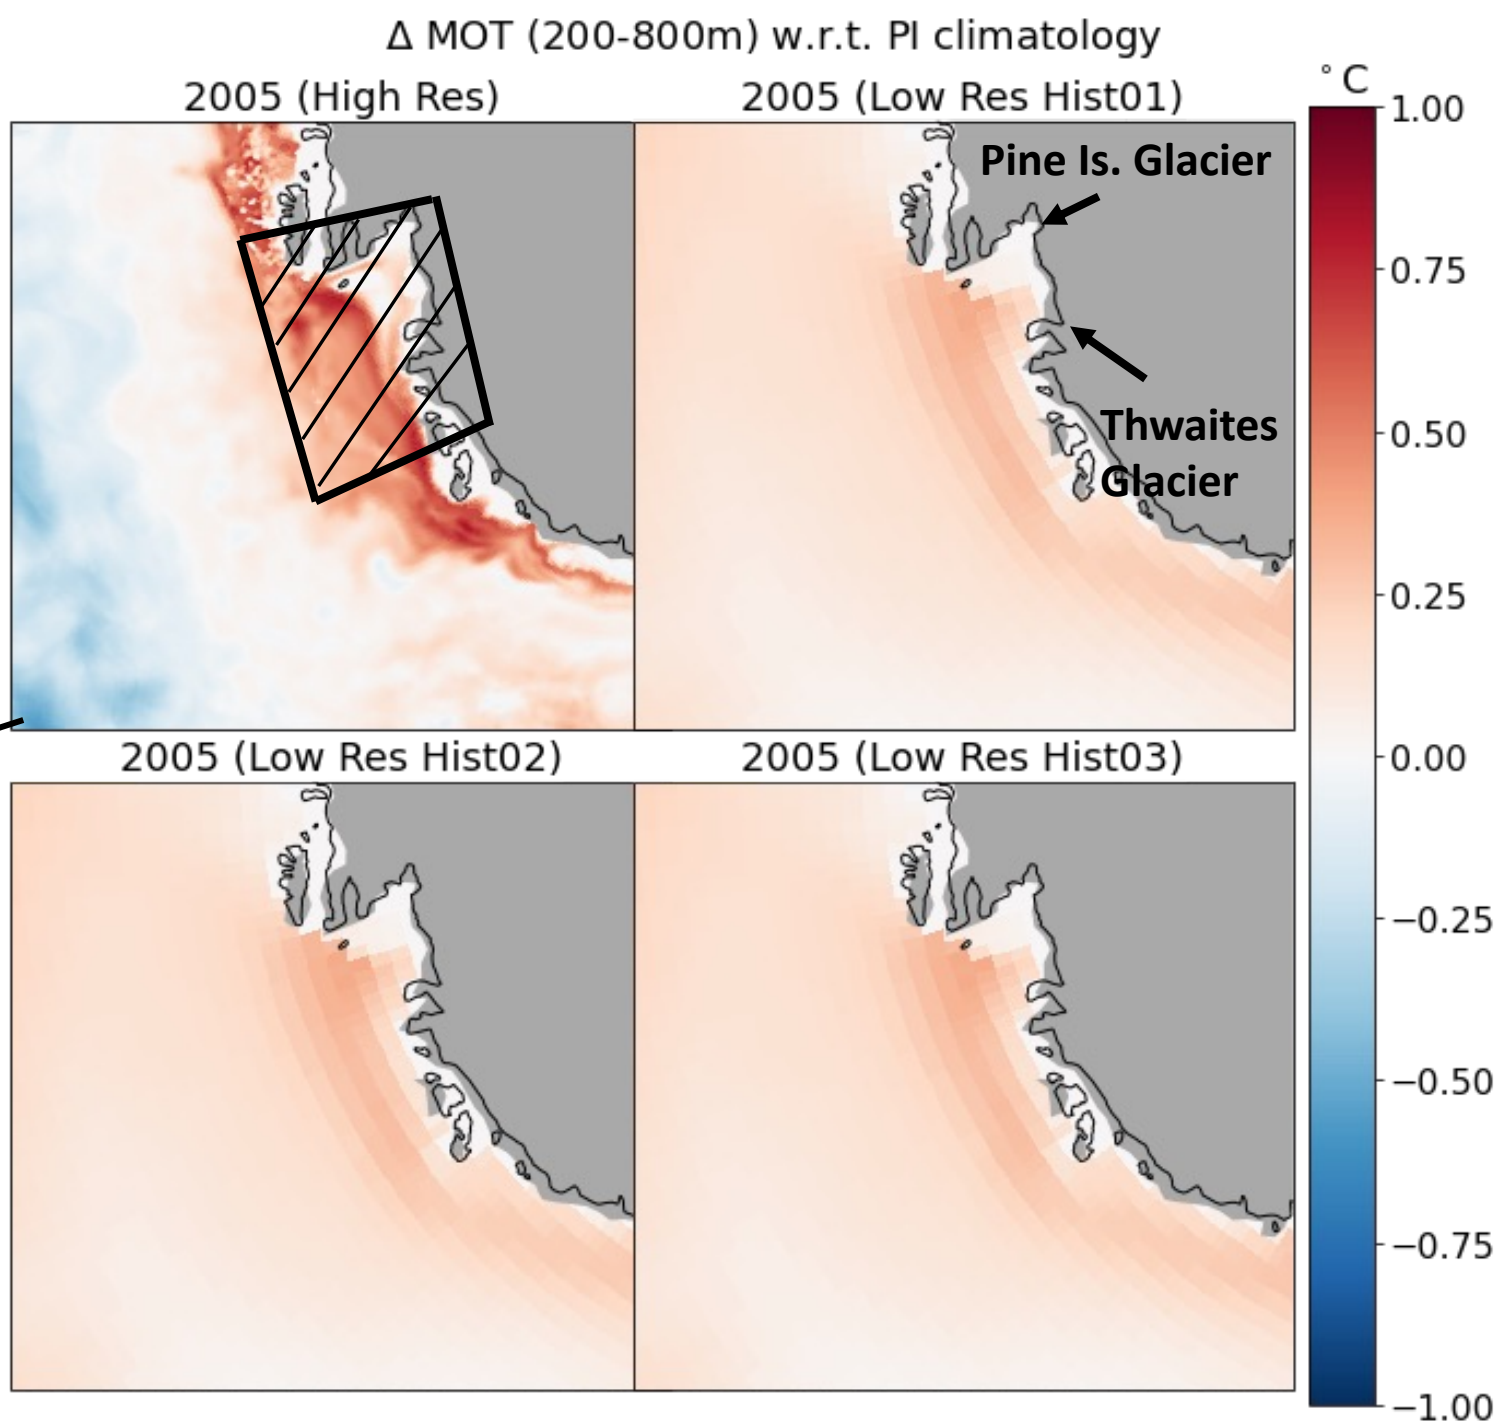 Δ MOT (200-800m) w.r.t. PI climatology
2005 (High Res)
2005 (Low Res Hist01)
°C
Pine Is. Glacier
Thwaites
Glacier
2005 (Low Res Hist02)
2005 (Low Res Hist03)
1.00
0.75
0.50
0.25
0.00
−0.25
−0.50
−0.75
−1.00